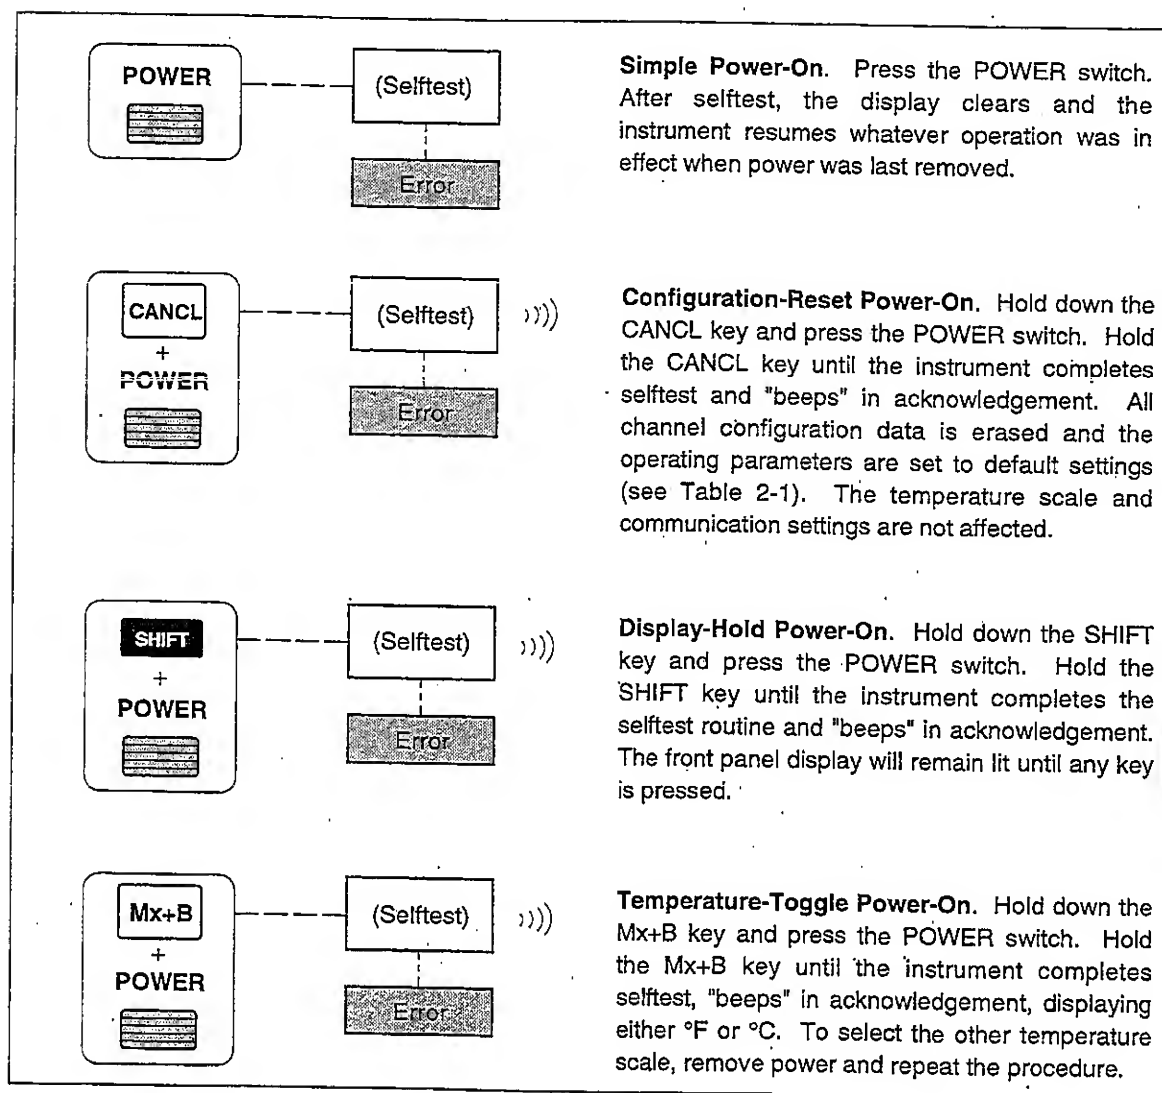 POWER
(Selftest)
Error
Simple Power-On. Press the POWER switch.
After selftest, the display clears and the
instrument resumes whatever operation was in
effect when power was last removed.
CANCL
+
POWER
(Selftest)
Error
Configuration-Reset Power-On. Hold down the
CANCL key and press the POWER switch. Hold
the CANCL key until the instrument completes
selftest and "beeps" in acknowledgement. All
channel configuration data is erased and the
operating parameters are set to default settings
(see Table 2-1). The temperature scale and
communication settings are not affected.
SHIFT
+
POWER
(Selftest)
Error
Display-Hold Power-On. Hold down the SHIFT
key and press the POWER switch. Hold the
SHIFT key until the instrument completes the
selftest routine and "beeps" in acknowledgement.
The front panel display will remain lit until any key
is pressed.
Mx+B
+
POWER
(Selftest)
Error
Temperature-Toggle Power-On. Hold down the
Mx+B key and press the POWER switch. Hold
the Mx+B key until the instrument completes
selftest, "beeps" in acknowledgement, displaying
either °F or °C. To select the other temperature
scale, remove power and repeat the procedure.